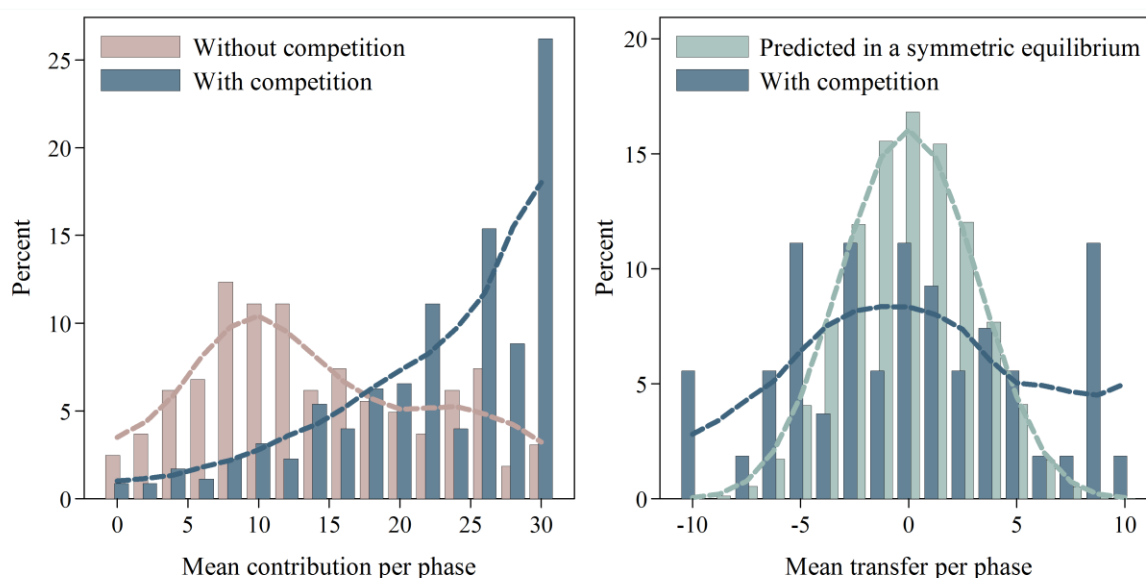 Without competition
With competition
Percent
25
20
15
10
5
0
0 5 10 15 20 25 30
Mean contribution per phase
Predicted in a symmetric equilibrium
With competition
Percent
20
15
10
5
0
-10 -5 0 5 10
Mean transfer per phase